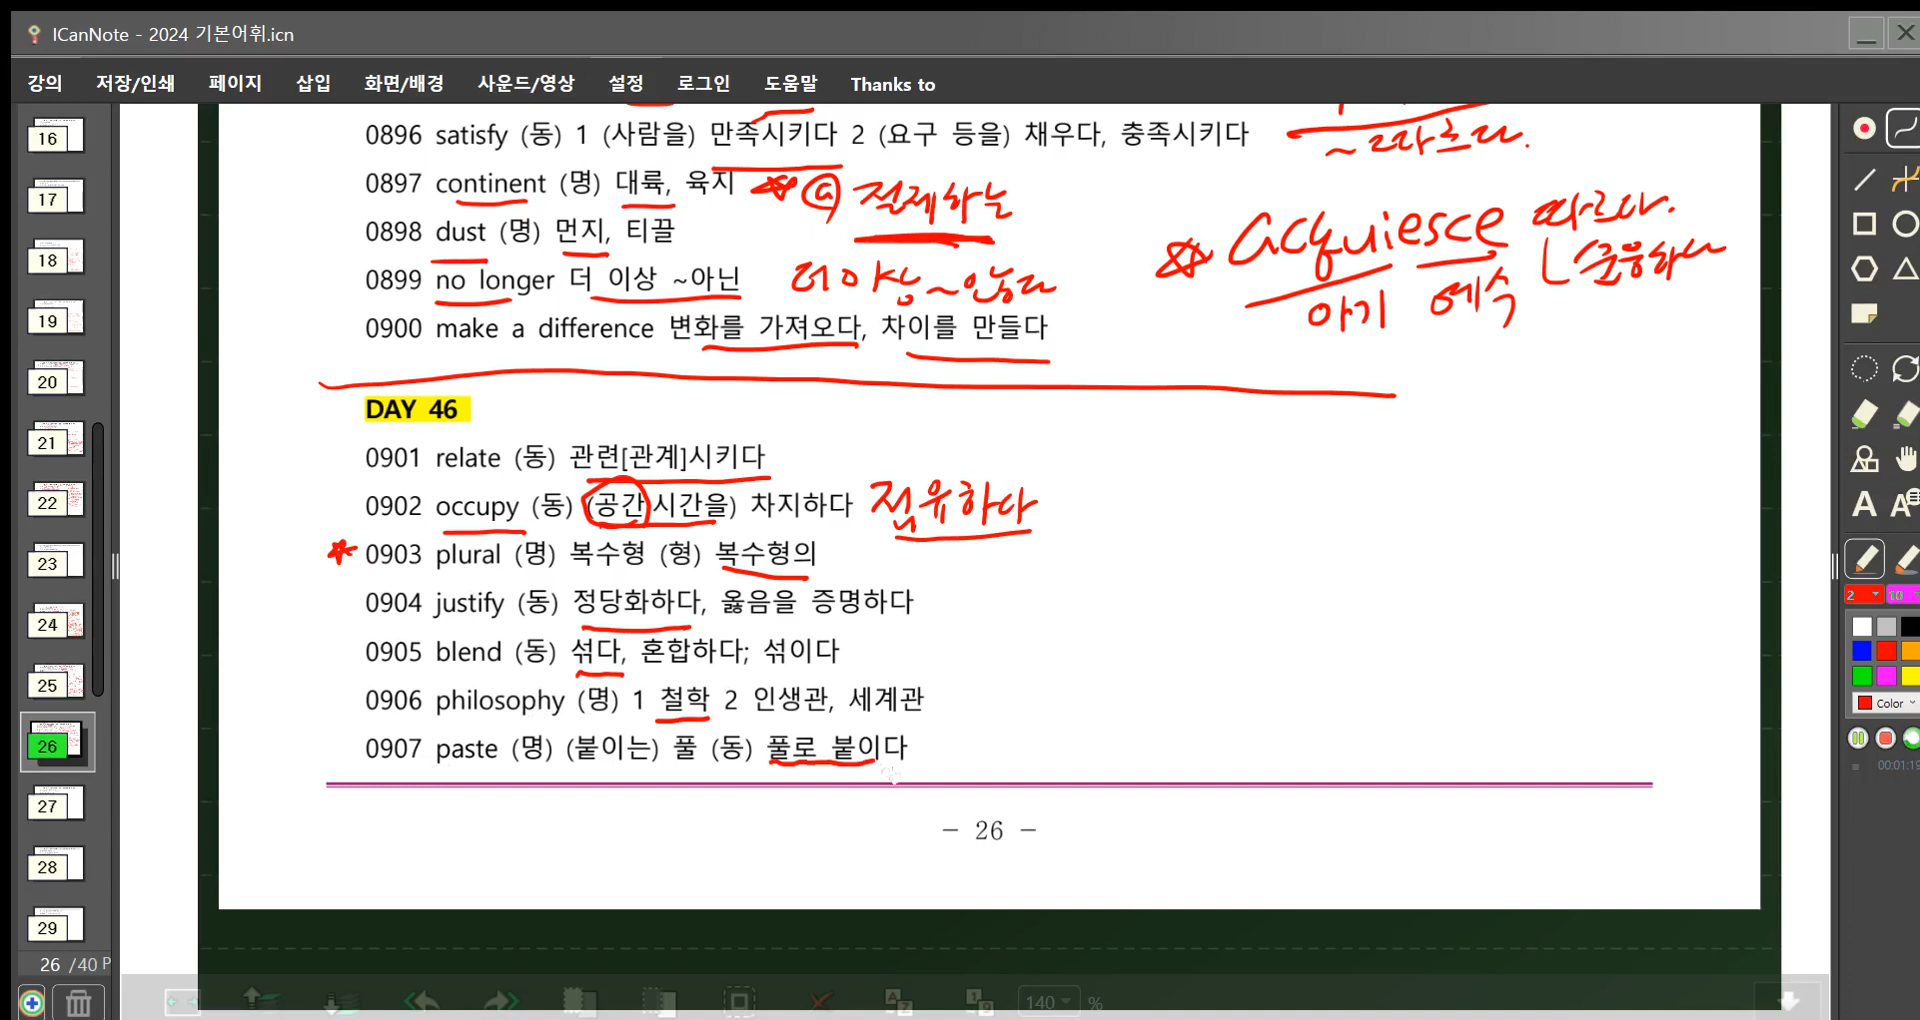 ICanNote - 2024 기본어휘.icn
강의 저장/인쇄 페이지 삽입 화면/배경 사운드/영상 설정 로그인 도움말 Thanks to
0896 satisfy (동) 1 (사람을) 만족시키다 2 (요구 등을) 채우다, 충족시키다
~ 따르다.
0897 continent (명) 대륙, 육지 ⓐ 절제하는
acquiesce 따르다.
순응하다
아기 예수
0898 dust (명) 먼지, 티끌
0899 no longer 더 이상 ~아닌 더 이상 ~않다
0900 make a difference 변화를 가져오다, 차이를 만들다
DAY 46
0901 relate (동) 관련[관계]시키다
0902 occupy (동) (공간 시간을) 차지하다 점유하다
0903 plural (명) 복수형 (형) 복수형의
0904 justify (동) 정당화하다, 옳음을 증명하다
0905 blend (동) 섞다, 혼합하다; 섞이다
0906 philosophy (명) 1 철학 2 인생관, 세계관
0907 paste (명) (붙이는) 풀 (동) 풀로 붙이다
- 26 -
16
17
18
19
20
21
22
23
24
25
26
27
28
29
26 /40 P
140 %
2
10
Color
00:01:19